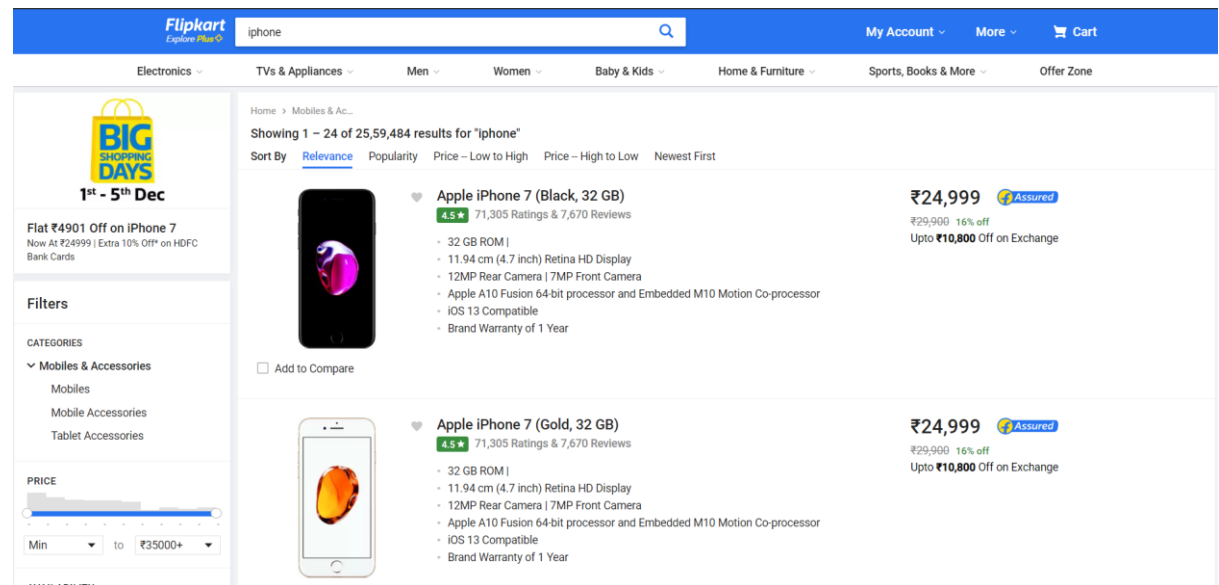 Flipkart
Explore Plus
iphone
My Account
More
Cart
Electronics
TVs & Appliances
Men
Women
Baby & Kids
Home & Furniture
Sports, Books & More
Offer Zone
BIG
SHOPPING
DAYS
1st - 5th Dec
Flat ₹4901 Off on iPhone 7
Now At ₹24999 | Extra 10% Off* on HDFC
Bank Cards
Filters
CATEGORIES
Mobiles & Accessories
Mobiles
Mobile Accessories
Tablet Accessories
PRICE
Min to ₹35000+
Home > Mobiles & Ac...
Showing 1 – 24 of 25,59,484 results for "iphone"
Sort By Relevance Popularity Price -- Low to High Price -- High to Low Newest First
Apple iPhone 7 (Black, 32 GB)
4.5★ 71,305 Ratings & 7,670 Reviews
32 GB ROM |
11.94 cm (4.7 inch) Retina HD Display
12MP Rear Camera | 7MP Front Camera
Apple A10 Fusion 64-bit processor and Embedded M10 Motion Co-processor
iOS 13 Compatible
Brand Warranty of 1 Year
₹24,999 Assured
₹29,900 16% off
Upto ₹10,800 Off on Exchange
Add to Compare
Apple iPhone 7 (Gold, 32 GB)
4.5★ 71,305 Ratings & 7,670 Reviews
32 GB ROM |
11.94 cm (4.7 inch) Retina HD Display
12MP Rear Camera | 7MP Front Camera
Apple A10 Fusion 64-bit processor and Embedded M10 Motion Co-processor
iOS 13 Compatible
Brand Warranty of 1 Year
₹24,999 Assured
₹29,900 16% off
Upto ₹10,800 Off on Exchange